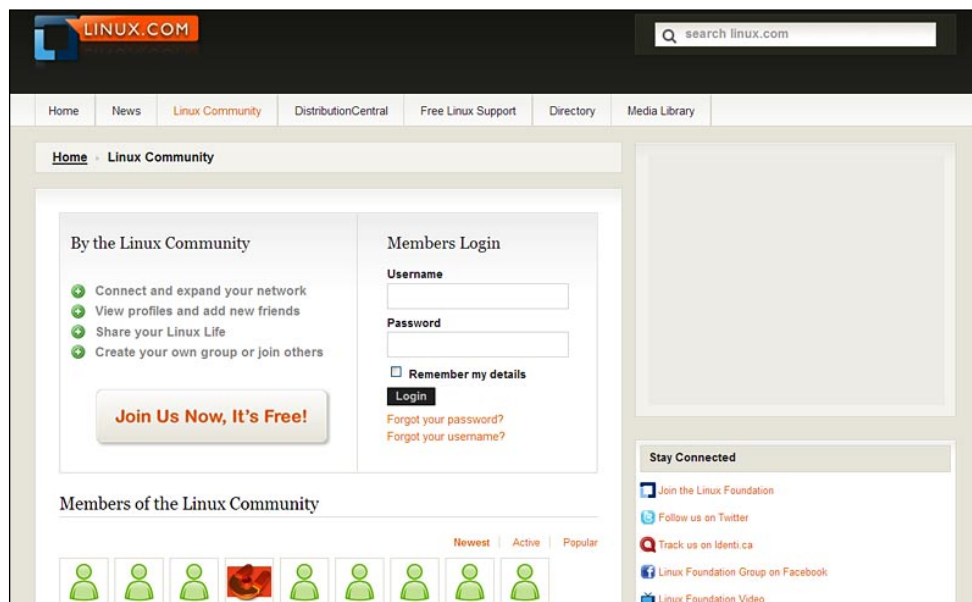 LINUX.COM
search linux.com
Home News Linux Community DistributionCentral Free Linux Support Directory Media Library
Home Linux Community
By the Linux Community
Connect and expand your network
View profiles and add new friends
Share your Linux Life
Create your own group or join others
Join Us Now, It's Free!
Members Login
Username
Password
Remember my details
Login
Forgot your password?
Forgot your username?
Members of the Linux Community
Newest Active Popular
Stay Connected
Join the Linux Foundation
Follow us on Twitter
Track us on Identi.ca
Linux Foundation Group on Facebook
Linux Foundation Video